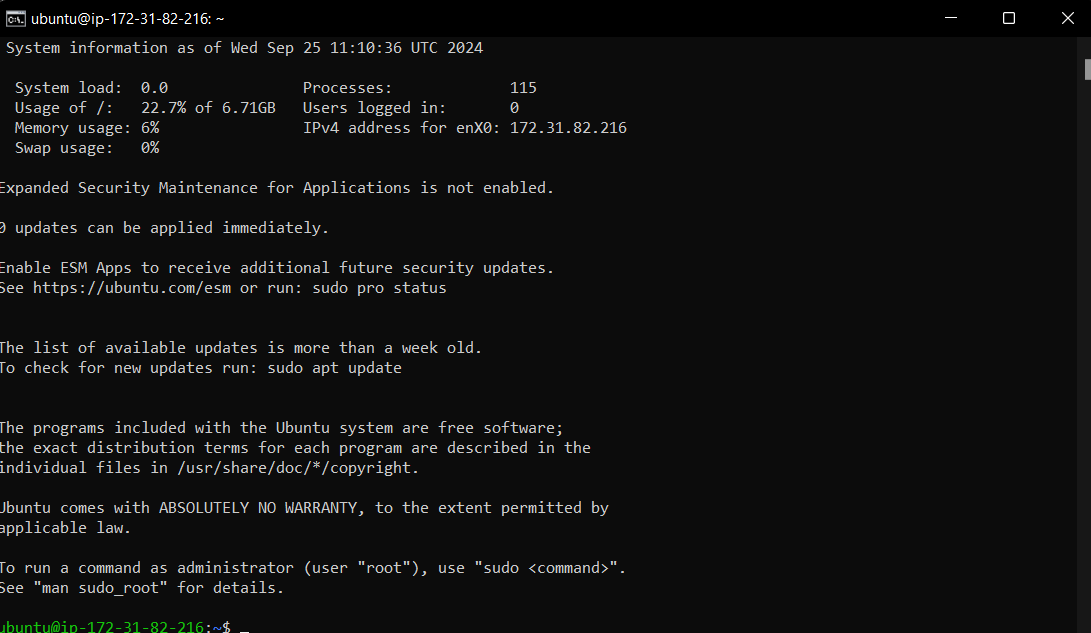 ubuntu@ip-172-31-82-216: ~
System information as of Wed Sep 25 11:10:36 UTC 2024
System load:  0.0                Processes:             115
Usage of /:   22.7% of 6.71GB   Users logged in:       0
Memory usage: 6%                IPv4 address for enX0: 172.31.82.216
Swap usage:   0%
Expanded Security Maintenance for Applications is not enabled.
0 updates can be applied immediately.
Enable ESM Apps to receive additional future security updates.
See https://ubuntu.com/esm or run: sudo pro status
The list of available updates is more than a week old.
To check for new updates run: sudo apt update
The programs included with the Ubuntu system are free software;
the exact distribution terms for each program are described in the
individual files in /usr/share/doc/*/copyright.
Ubuntu comes with ABSOLUTELY NO WARRANTY, to the extent permitted by
applicable law.
To run a command as administrator (user "root"), use "sudo <command>".
See "man sudo_root" for details.
ubuntu@ip-172-31-82-216:~$ _